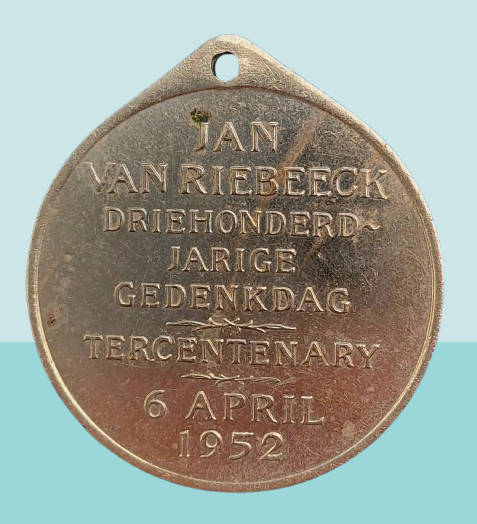 JAN
VAN RIEBEECK
DRIEHONDERD~
JARIGE
GEDENKDAG
TERCENTENARY
6 APRIL
1952